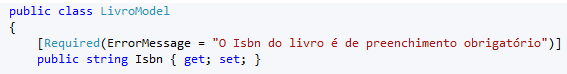 public class LivroModel
{
    [Required(ErrorMessage = "O Isbn do livro é de preenchimento obrigatório")]
    public string Isbn { get; set; }